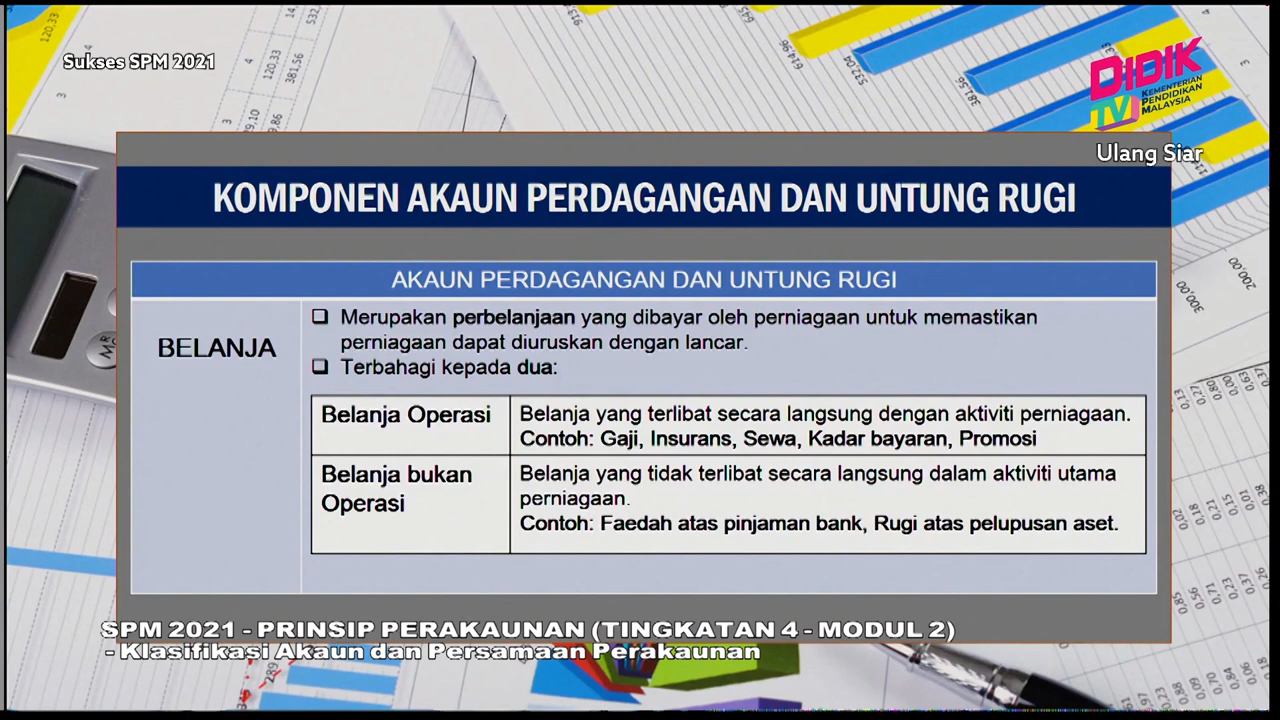 Sukses SPM 2021
DIDIK
TV
KEMENTERIAN
PENDIDIKAN
MALAYSIA
Ulang Siar
KOMPONEN AKAUN PERDAGANGAN DAN UNTUNG RUGI
AKAUN PERDAGANGAN DAN UNTUNG RUGI
BELANJA
❑ Merupakan perbelanjaan yang dibayar oleh perniagaan untuk memastikan
perniagaan dapat diuruskan dengan lancar.
❑ Terbahagi kepada dua:
Belanja Operasi
Belanja yang terlibat secara langsung dengan aktiviti perniagaan.
Contoh: Gaji, Insurans, Sewa, Kadar bayaran, Promosi
Belanja bukan
Operasi
Belanja yang tidak terlibat secara langsung dalam aktiviti utama
perniagaan.
Contoh: Faedah atas pinjaman bank, Rugi atas pelupusan aset.
SPM 2021 - PRINSIP PERAKAUNAN (TINGKATAN 4 - MODUL 2)
- Klasifikasi Akaun dan Persamaan Perakaunan